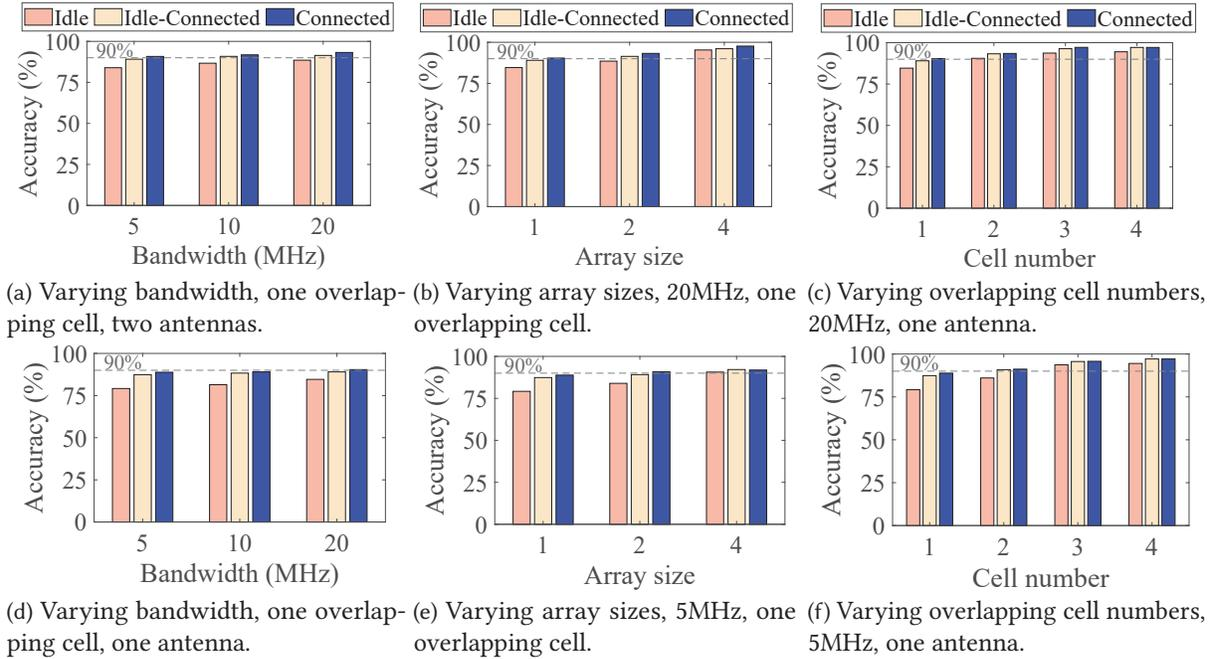 Idle Idle-Connected Connected
100
90%
75
50
25
0
Accuracy (%)
5 10 20
Bandwidth (MHz)
(a) Varying bandwidth, one overlap-
ping cell, two antennas.
Idle Idle-Connected Connected
100
90%
75
50
25
0
Accuracy (%)
1 2 4
Array size
(b) Varying array sizes, 20MHz, one
overlapping cell.
Idle Idle-Connected Connected
100
90%
75
50
25
0
Accuracy (%)
1 2 3 4
Cell number
(c) Varying overlapping cell numbers,
20MHz, one antenna.
100
90%
75
50
25
0
Accuracy (%)
5 10 20
Bandwidth (MHz)
(d) Varying bandwidth, one overlap-
ping cell, one antenna.
100
90%
75
50
25
0
Accuracy (%)
1 2 4
Array size
(e) Varying array sizes, 5MHz, one
overlapping cell.
100
90%
75
50
25
0
Accuracy (%)
1 2 3 4
Cell number
(f) Varying overlapping cell numbers,
5MHz, one antenna.